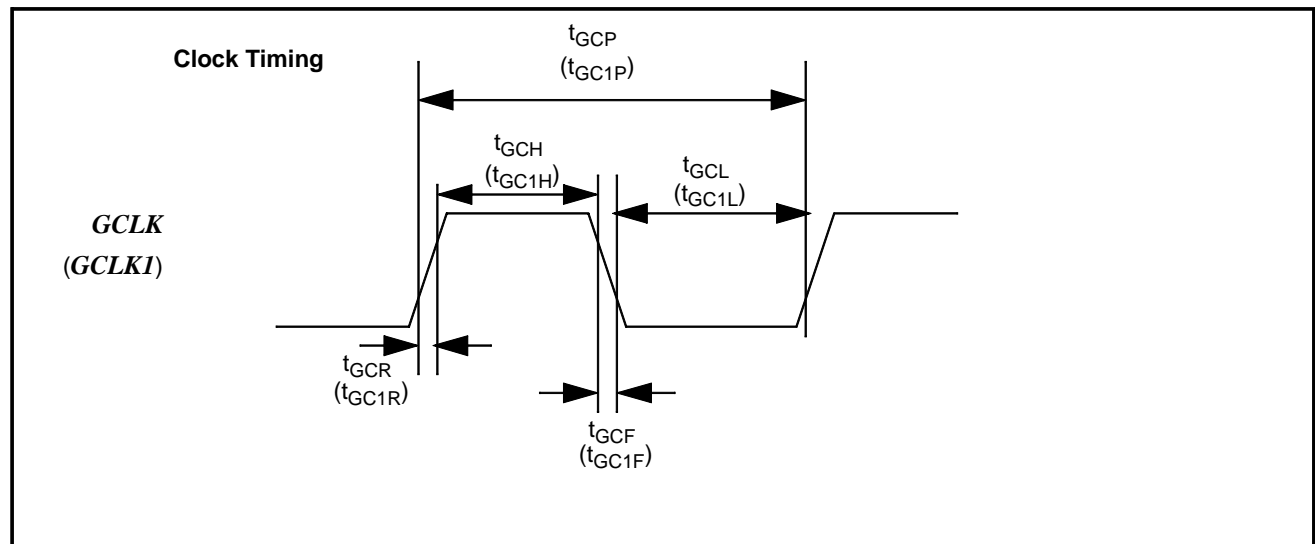 Clock Timing
tGCP
(tGC1P)
tGCH
(tGC1H)
tGCL
(tGC1L)
GCLK
(GCLK1)
tGCR
(tGC1R)
tGCF
(tGC1F)